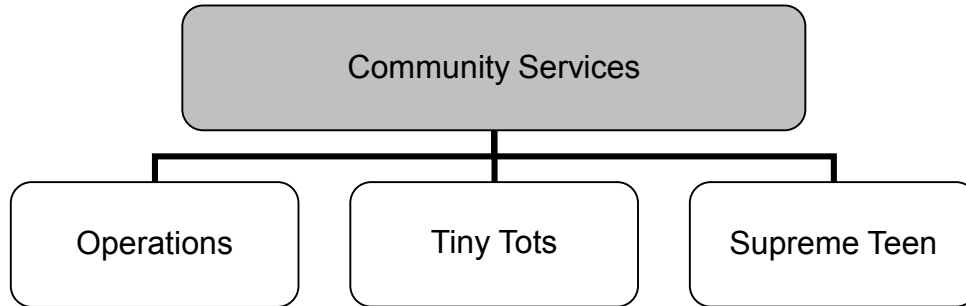 Community Services
Operations
Tiny Tots
Supreme Teen